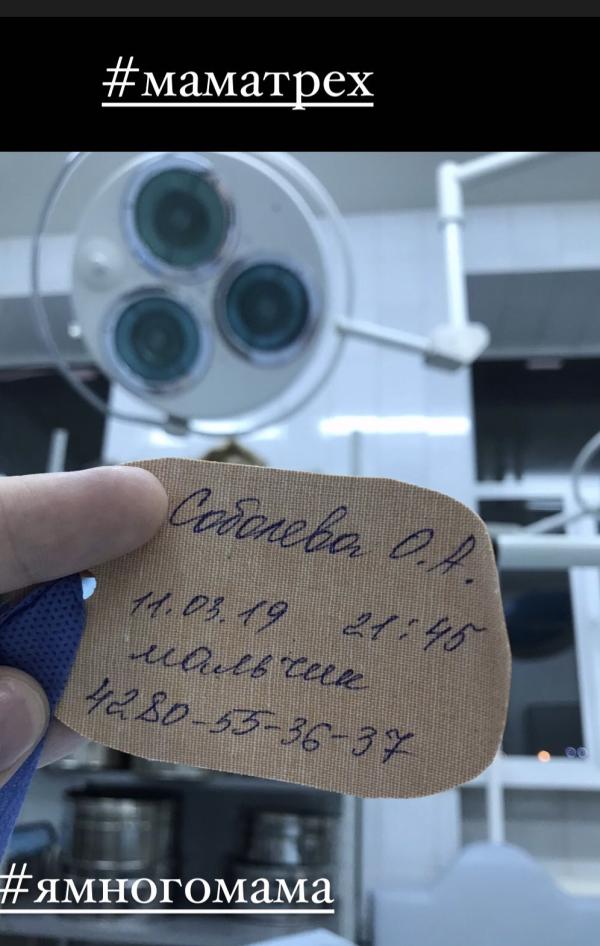 #маматрех
Соболева О.А.
11.03.19 21:45
мальчик
4280-55-36-37
#ямногомама